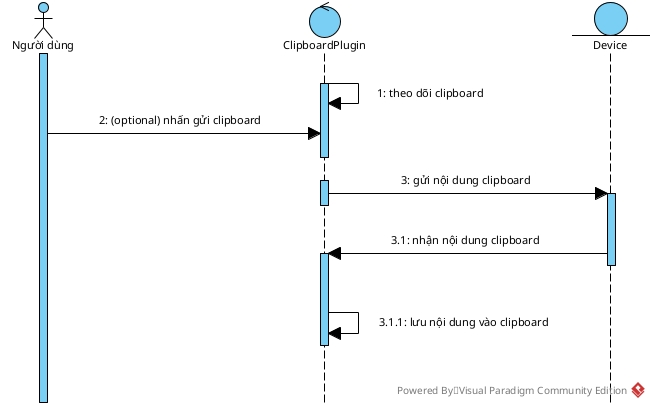 Người dùng
ClipboardPlugin
Device
1: theo dõi clipboard
2: (optional) nhấn gửi clipboard
3: gửi nội dung clipboard
3.1: nhận nội dung clipboard
3.1.1: lưu nội dung vào clipboard
Powered By Visual Paradigm Community Edition